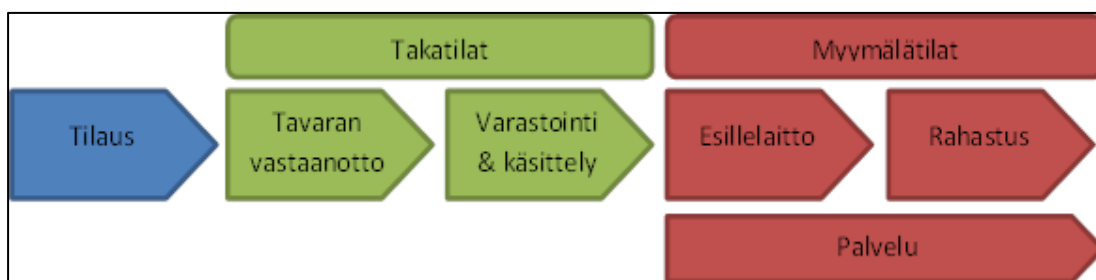 Takatilat
Myymälätilat
Tilaus
Tavaran
vastaanotto
Varastointi
& käsittely
Esillelaitto
Rahastus
Palvelu